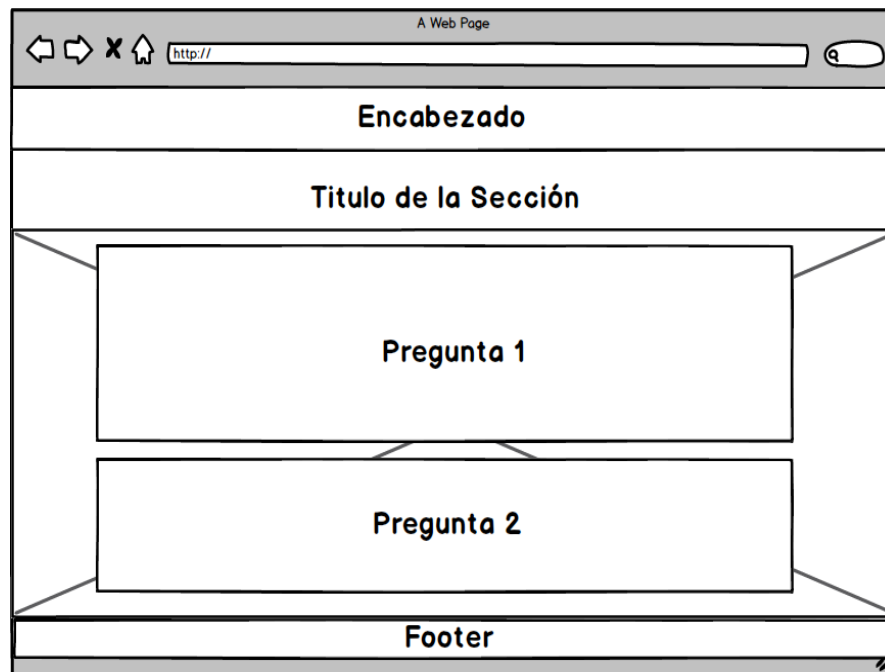 A Web Page
http://
Encabezado
Titulo de la Sección
Pregunta 1
Pregunta 2
Footer